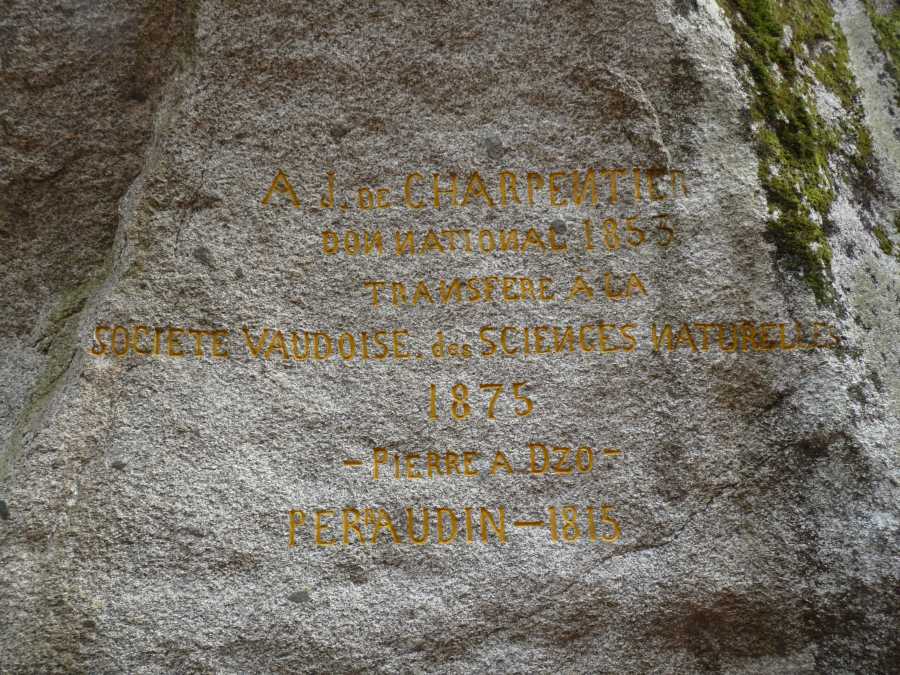 A J. DE CHARPENTIER
DON NATIONAL 1853
TRANSFERE A LA
SOCIETE VAUDOISE. des SCIENCES NATURELLES
1875
- PIERRE A DZO -
PERRAUDIN - 1815